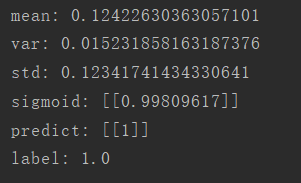 mean: 0.12422630363057101
var: 0.015231858163187376
std: 0.12341741434330641
sigmoid: [[0.99809617]]
predict: [[1]]
label: 1.0